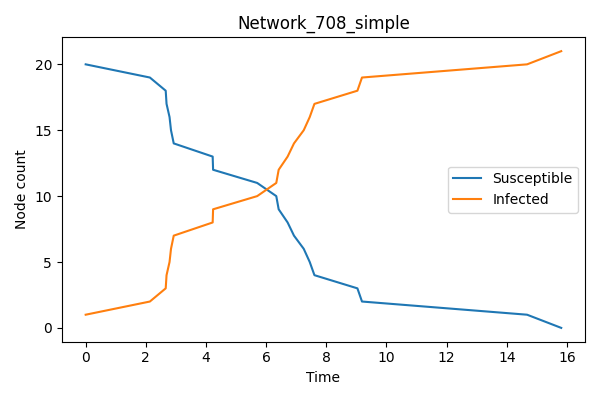 Network_708_simple
Node count
20
15
10
5
0
Susceptible
Infected
0 2 4 6 8 10 12 14 16
Time